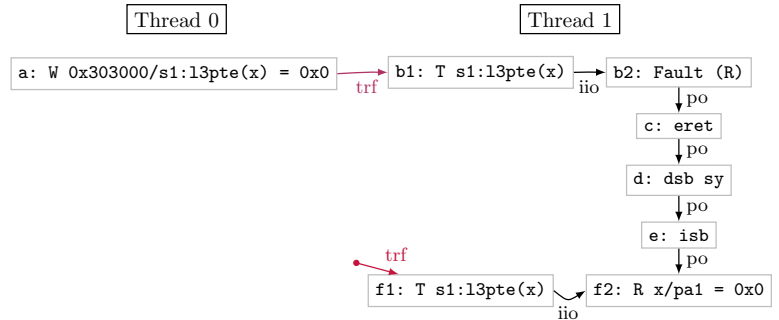 Thread 0
Thread 1
a: W 0x303000/s1:l3pte(x) = 0x0
trf
b1: T s1:l3pte(x)
iio
b2: Fault (R)
po
c: eret
po
d: dsb sy
po
e: isb
po
trf
f1: T s1:l3pte(x)
iio
f2: R x/pa1 = 0x0